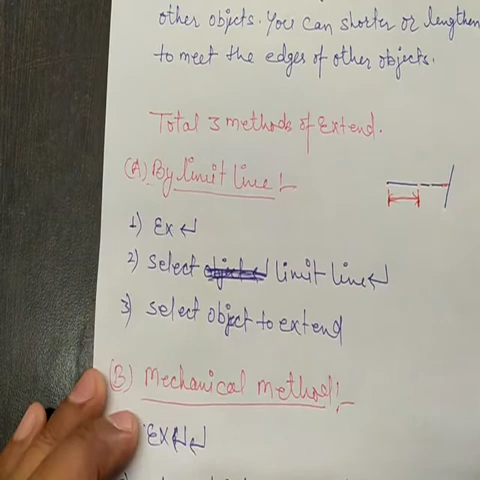 other objects. You can shorter or lengthen
to meet the edges of other objects.
Total 3 methods of Extend.
(A) By limit line:-
1) Ex↵
2) Select limit line↵
3) Select object to extend
(B) Mechanical method:-
EX↵↵